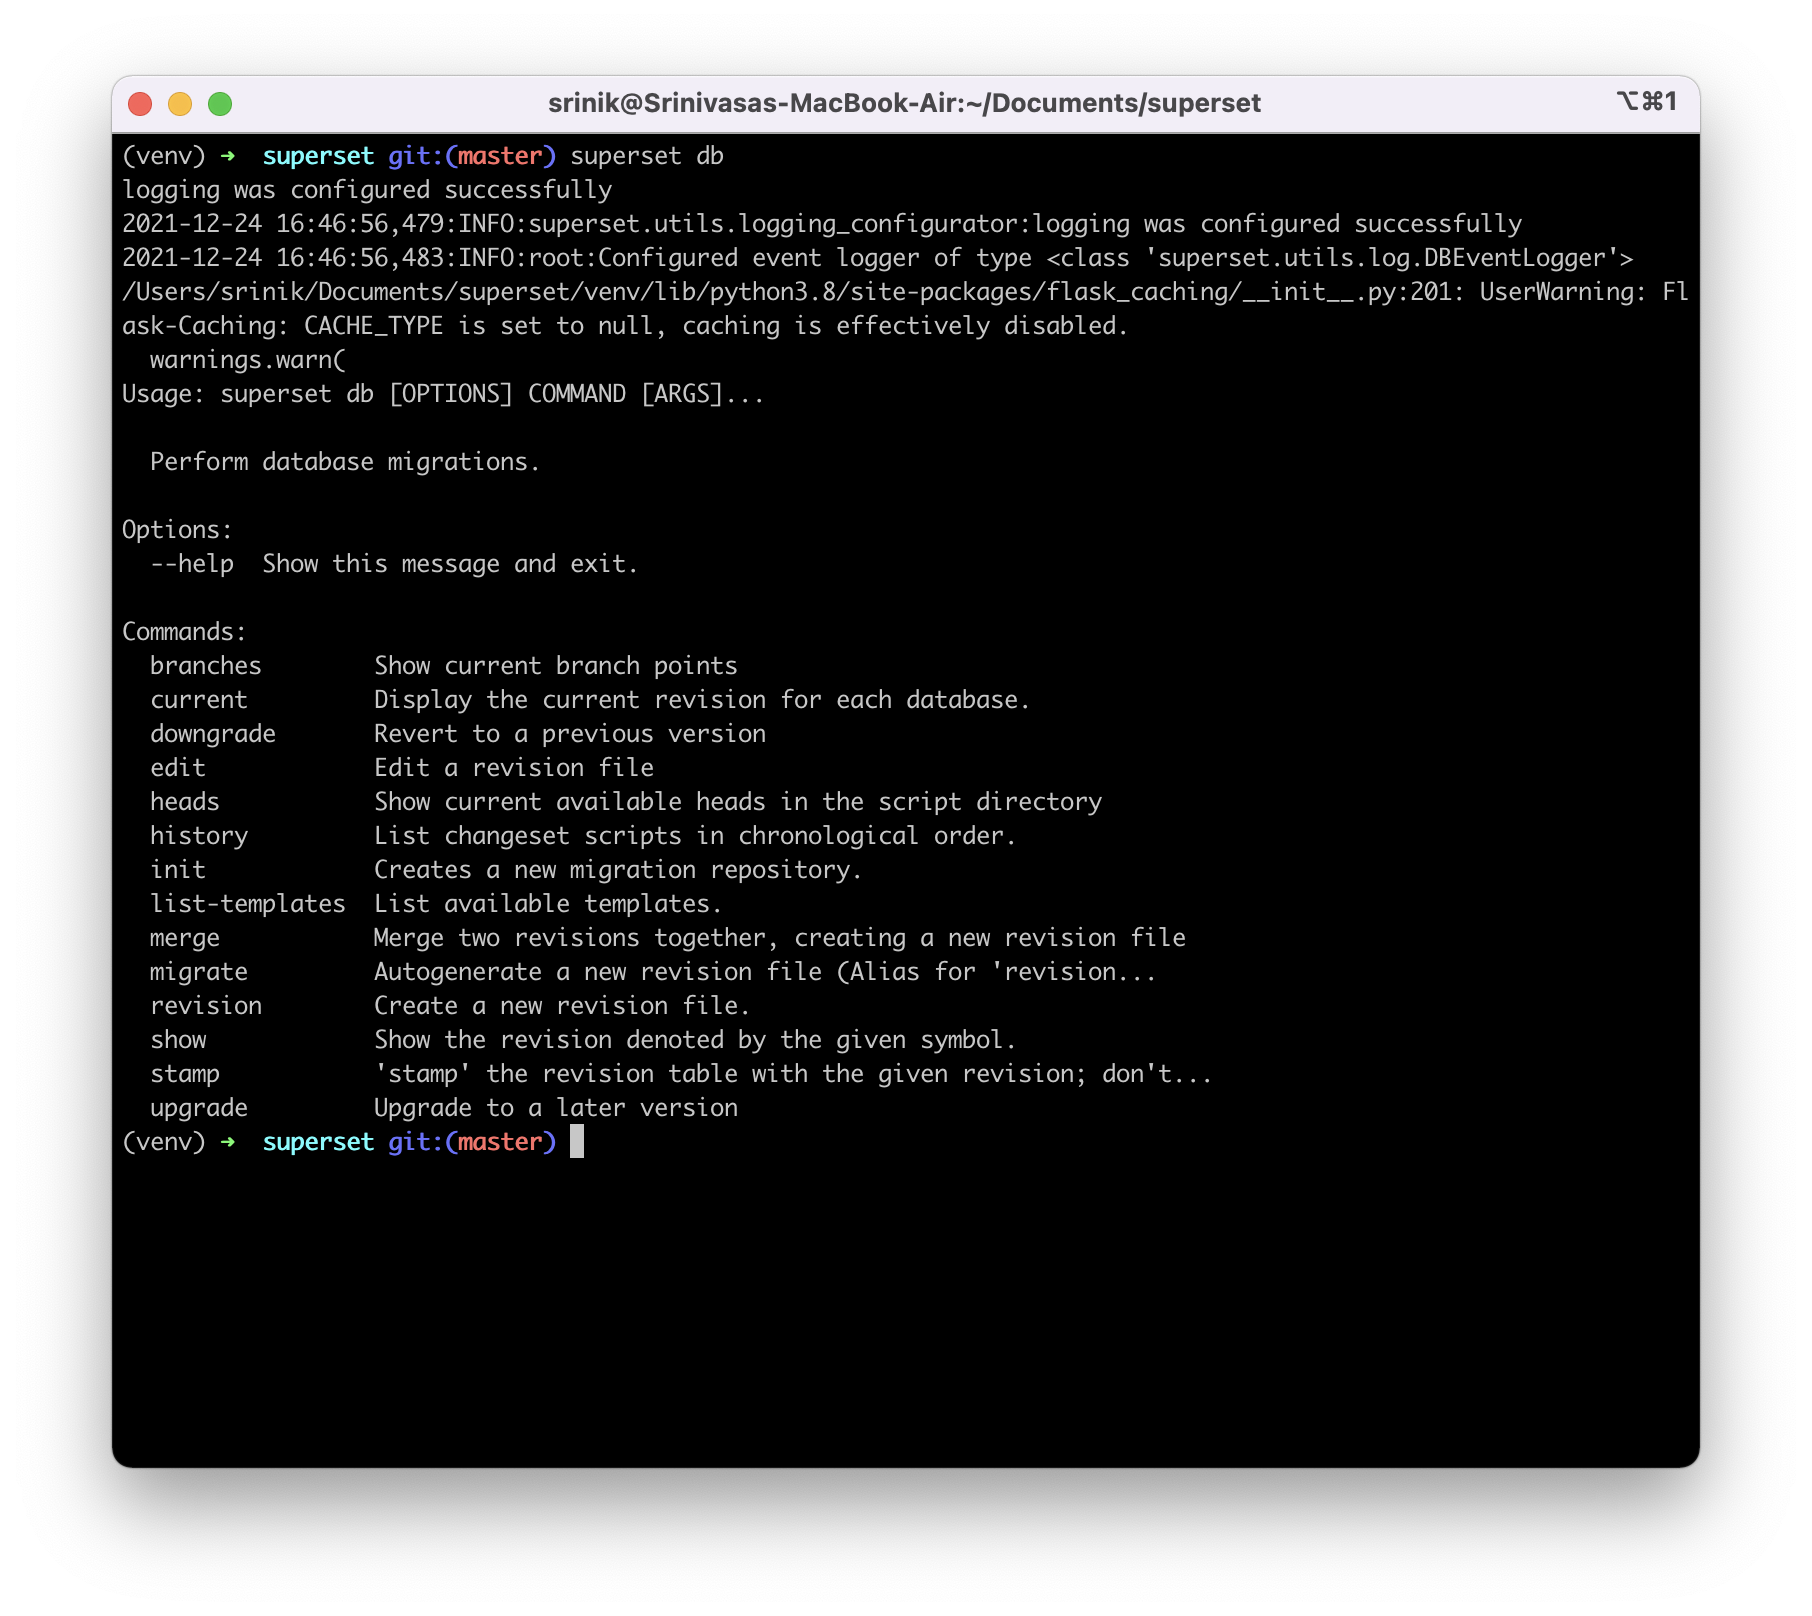 srinik@Srinivasas-MacBook-Air:~/Documents/superset ⌥⌘1
(venv) ➜  superset git:(master) superset db
logging was configured successfully
2021-12-24 16:46:56,479:INFO:superset.utils.logging_configurator:logging was configured successfully
2021-12-24 16:46:56,483:INFO:root:Configured event logger of type <class 'superset.utils.log.DBEventLogger'>
/Users/srinik/Documents/superset/venv/lib/python3.8/site-packages/flask_caching/__init__.py:201: UserWarning: Fl
ask-Caching: CACHE_TYPE is set to null, caching is effectively disabled.
  warnings.warn(
Usage: superset db [OPTIONS] COMMAND [ARGS]...

  Perform database migrations.

Options:
  --help  Show this message and exit.

Commands:
  branches        Show current branch points
  current         Display the current revision for each database.
  downgrade       Revert to a previous version
  edit            Edit a revision file
  heads           Show current available heads in the script directory
  history         List changeset scripts in chronological order.
  init            Creates a new migration repository.
  list-templates  List available templates.
  merge           Merge two revisions together, creating a new revision file
  migrate         Autogenerate a new revision file (Alias for 'revision...
  revision        Create a new revision file.
  show            Show the revision denoted by the given symbol.
  stamp           'stamp' the revision table with the given revision; don't...
  upgrade         Upgrade to a later version
(venv) ➜  superset git:(master)